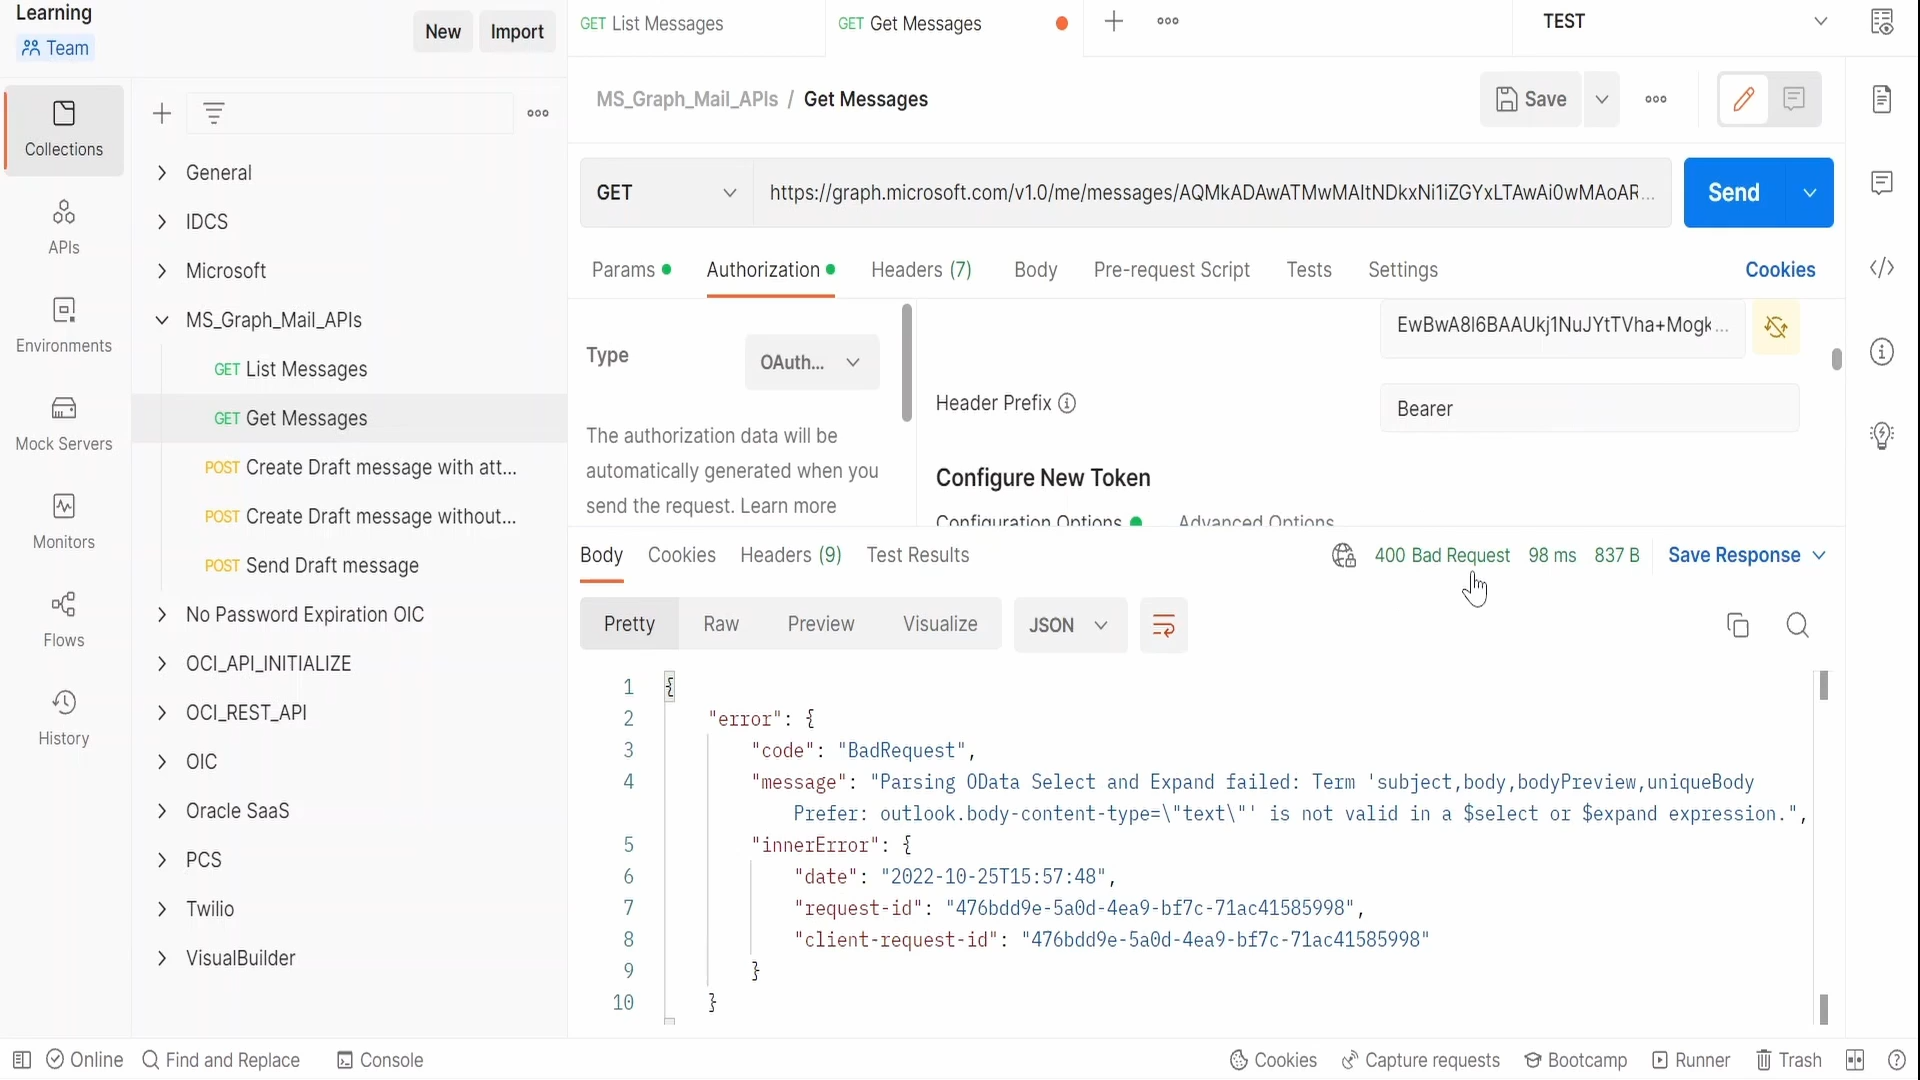 Learning
Team
New
Import
GET List Messages
GET Get Messages
TEST
MS_Graph_Mail_APIs / Get Messages
Save
Collections
APIs
Environments
Mock Servers
Monitors
Flows
History
General
IDCS
Microsoft
MS_Graph_Mail_APIs
GET List Messages
GET Get Messages
POST Create Draft message with att...
POST Create Draft message without...
POST Send Draft message
No Password Expiration OIC
OCI_API_INITIALIZE
OCI_REST_API
OIC
Oracle SaaS
PCS
Twilio
VisualBuilder
GET
https://graph.microsoft.com/v1.0/me/messages/AQMkADAwATMwMAItNDkxNi1iZGYxLTAwAi0wMAoAR...
Send
Params
Authorization
Headers (7)
Body
Pre-request Script
Tests
Settings
Cookies
Type
OAuth...
The authorization data will be
automatically generated when you
send the request. Learn more
EwBwA8l6BAAUkj1NuJYtTVha+Mogk...
Header Prefix
Bearer
Configure New Token
Configuration Options
Advanced Options
Body
Cookies
Headers (9)
Test Results
400 Bad Request
98 ms
837 B
Save Response
Pretty
Raw
Preview
Visualize
JSON
1 {
2 "error": {
3 "code": "BadRequest",
4 "message": "Parsing OData Select and Expand failed: Term 'subject,body,bodyPreview,uniqueBody
Prefer: outlook.body-content-type=\"text\"' is not valid in a $select or $expand expression.",
5 "innerError": {
6 "date": "2022-10-25T15:57:48",
7 "request-id": "476bdd9e-5a0d-4ea9-bf7c-71ac41585998",
8 "client-request-id": "476bdd9e-5a0d-4ea9-bf7c-71ac41585998"
9 }
10 }
Online
Find and Replace
Console
Cookies
Capture requests
Bootcamp
Runner
Trash